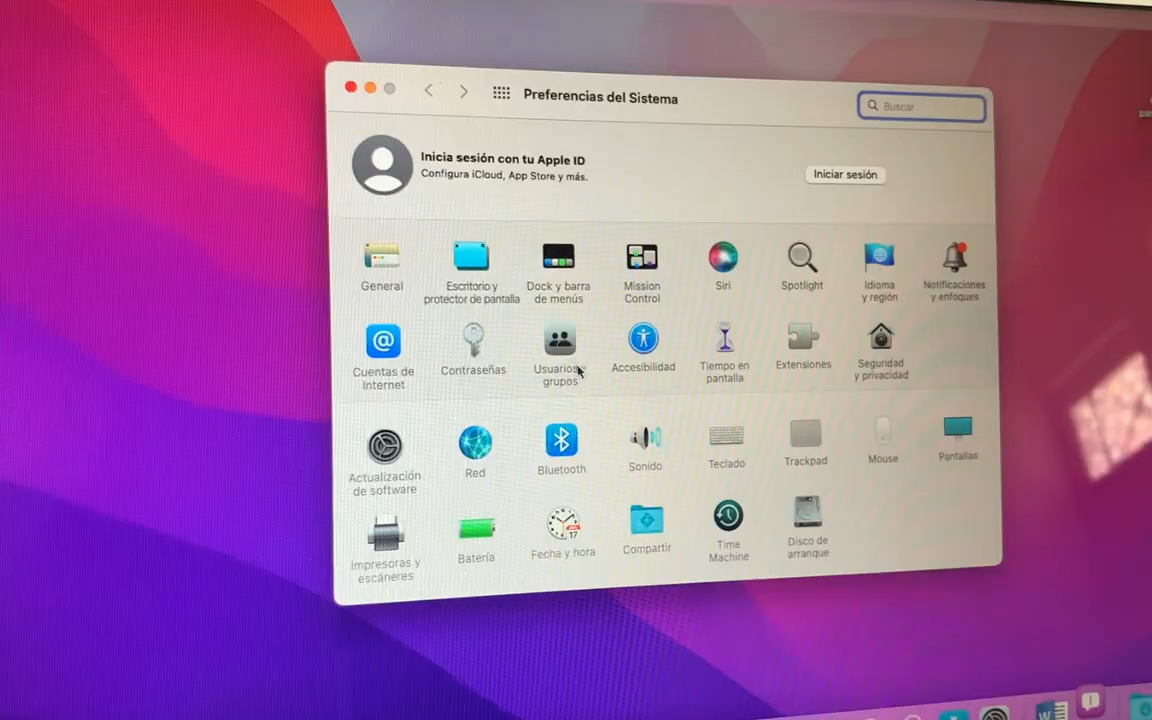 Preferencias del Sistema
Buscar
Inicia sesión con tu Apple ID
Configura iCloud, App Store y más.
Iniciar sesión
General
Escritorio y
protector de pantalla
Dock y barra
de menús
Mission
Control
Siri
Spotlight
Idioma
y región
Notificaciones
y enfoques
Cuentas de
Internet
Contraseñas
Usuarios y
grupos
Accesibilidad
Tiempo en
pantalla
Extensiones
Seguridad
y privacidad
Actualización
de software
Red
Bluetooth
Sonido
Teclado
Trackpad
Mouse
Pantallas
Impresoras y
escáneres
Batería
Fecha y hora
Compartir
Time
Machine
Disco de
arranque